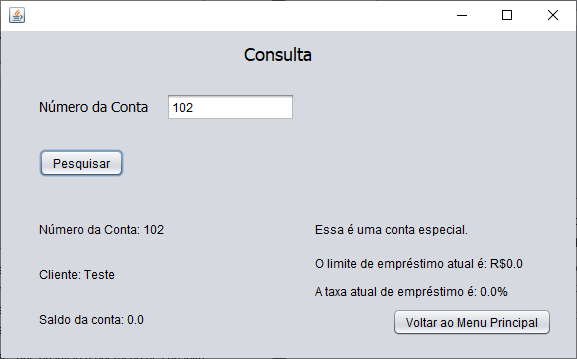 Consulta
Número da Conta 102
Pesquisar
Número da Conta: 102
Essa é uma conta especial.
O limite de empréstimo atual é: R$0.0
Cliente: Teste
A taxa atual de empréstimo é: 0.0%
Saldo da conta: 0.0
Voltar ao Menu Principal